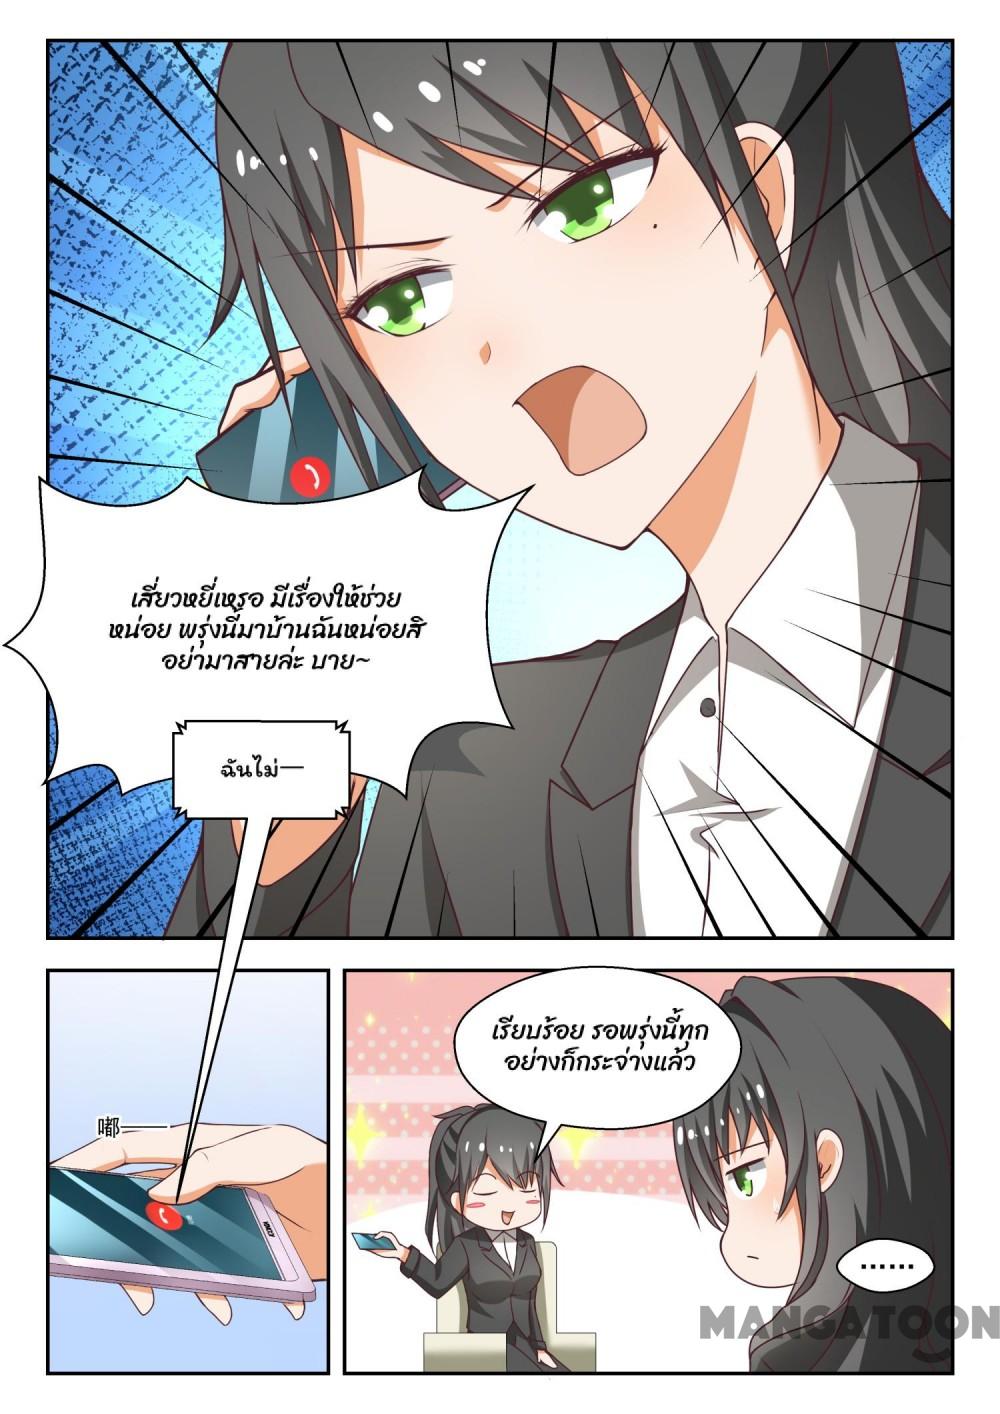 เสี่ยวหยี่เหรอ มีเรื่องให้ช่วย
หน่อย พรุ่งนี้มาบ้านฉันหน่อยสิ
อย่ามาสายล่ะ บาย~
ฉันไม่—
嘟——
เรียบร้อย รอพรุ่งนี้ทุก
อย่างก็กระจ่างแล้ว
......
MANGATOON